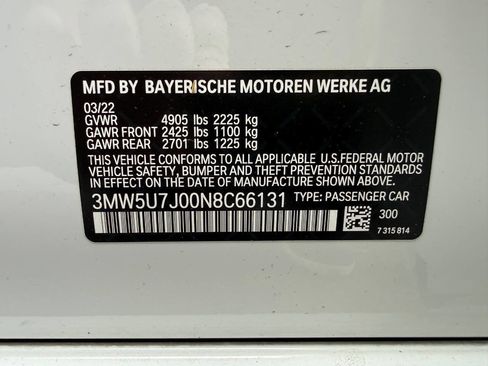 MFD BY BAYERISCHE MOTOREN WERKE AG
03/22
GVWR 4905 lbs 2225 kg
GAWR FRONT 2425 lbs 1100 kg
GAWR REAR 2701 lbs 1225 kg
THIS VEHICLE CONFORMS TO ALL APPLICABLE U.S.FEDERAL MOTOR
VEHICLE SAFETY, BUMPER AND THEFT PREVENTION STANDARDS IN
EFFECT ON THE DATE OF MANUFACTURE SHOWN ABOVE.
3MW5U7J00N8C66131 TYPE: PASSENGER CAR
300
7 315 814